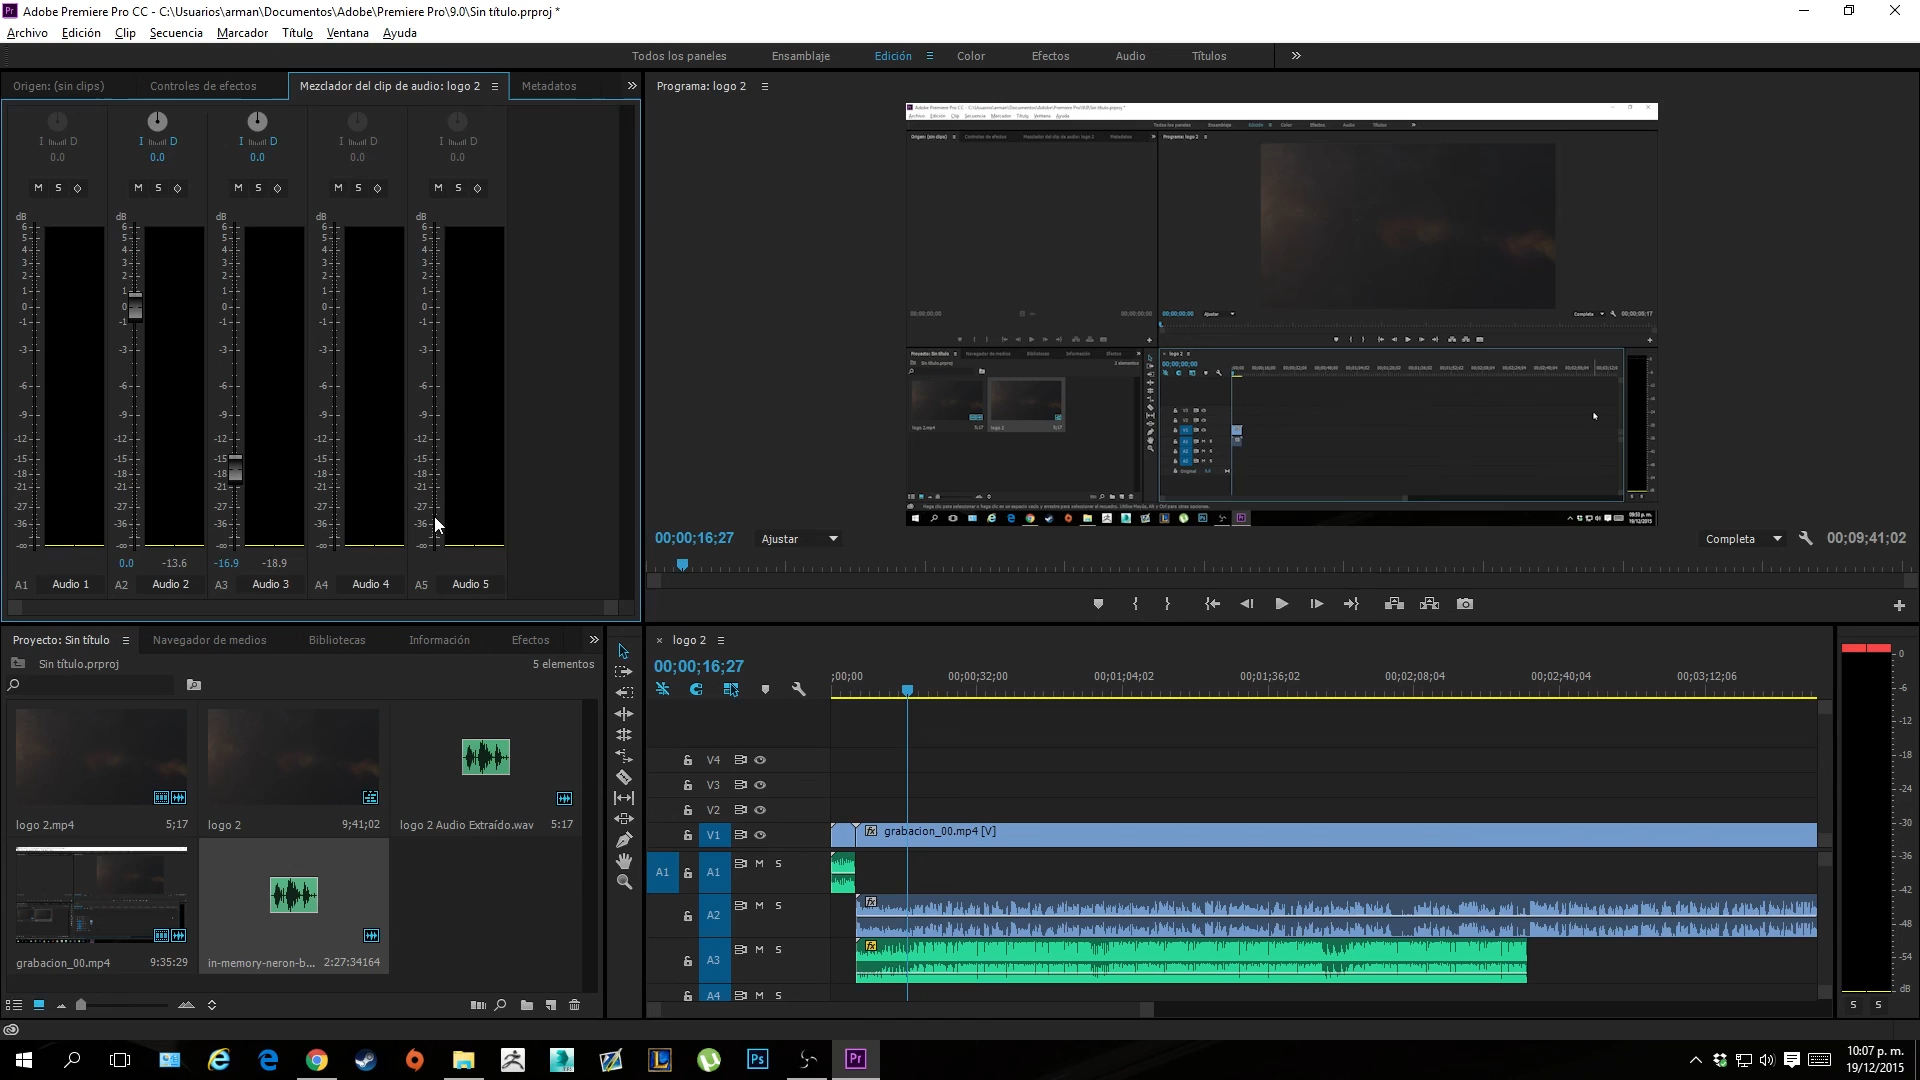 Adobe Premiere Pro CC - C:\Usuarios\arman\Documentos\Adobe\Premiere Pro\9.0\Sin título.prproj *
Archivo Edición Clip Secuencia Marcador Título Ventana Ayuda
Todos los paneles Ensamblaje Edición Color Efectos Audio Títulos
Origen: (sin clips) Controles de efectos Mezclador del clip de audio: logo 2 Metadatos
Programa: logo 2
I D I D I D I D I D
0.0 0.0 0.0 0.0 0.0
M S M S M S M S M S
dB dB dB dB dB
6 6 6 6 6
5 5 5 5 5
4 4 4 4 4
3 3 3 3 3
2 2 2 2 2
1 1 1 1 1
0 0 0 0 0
-1 -1 -1 -1 -1
-3 -3 -3 -3 -3
-6 -6 -6 -6 -6
-9 -9 -9 -9 -9
-12 -12 -12 -12 -12
-15 -15 -15 -15 -15
-18 -18 -18 -18 -18
-21 -21 -21 -21 -21
-27 -27 -27 -27 -27
-36 -36 -36 -36 -36
-∞ -∞ -∞ -∞ -∞
0.0 -13.6 -16.9 -18.9
A1 Audio 1 A2 Audio 2 A3 Audio 3 A4 Audio 4 A5 Audio 5
00;00;16;27 Ajustar Completa 00;09;41;02
Proyecto: Sin título Navegador de medios Bibliotecas Información Efectos
Sin título.prproj 5 elementos
logo 2.mp4 5;17
logo 2 9;41;02
logo 2 Audio Extraído.wav 5:17
grabacion_00.mp4 9:35:29
in-memory-neron-b... 2:27:34164
logo 2
00;00;16;27
;00;00 00;00;32;00 00;01;04;02 00;01;36;02 00;02;08;04 00;02;40;04 00;03;12;06
V4
V3
V2
V1 grabacion_00.mp4 [V]
A1 A1 M S
A2 M S
A3 M S
A4 M S
0
-6
-12
-18
-24
-30
-36
-42
-48
-54
dB
S S
10:07 p. m.
19/12/2015